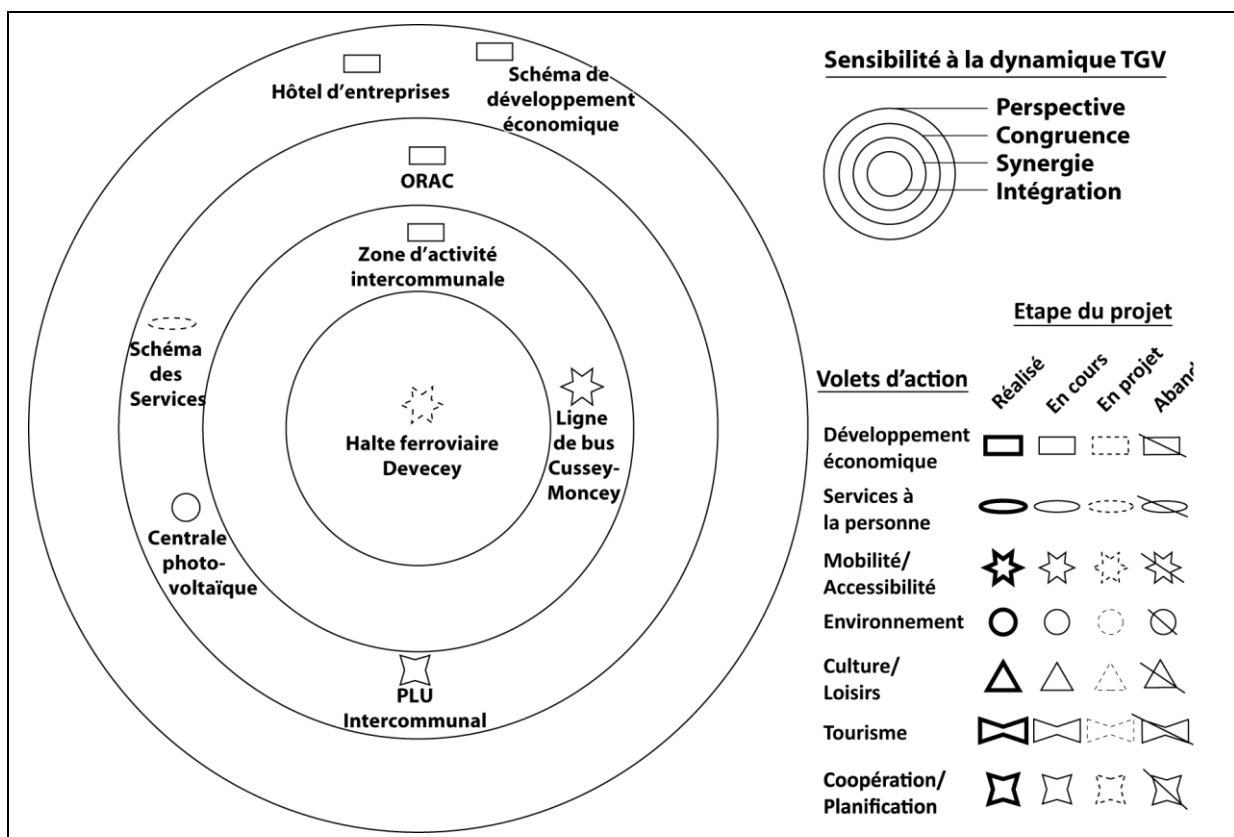 Hôtel d'entreprises
Schéma de
développement
économique
ORAC
Zone d'activité
intercommunale
Schéma
des
Services
Halte ferroviaire
Devecey
Ligne
de bus
Cussey-
Moncey
Centrale
photo-
voltaïque
PLU
Intercommunal
Sensibilité à la dynamique TGV
Perspective
Congruence
Synergie
Intégration
Etape du projet
Volets d'action
Réalisé
En cours
En projet
Aband
Développement
économique
Services à
la personne
Mobilité/
Accessibilité
Environnement
Culture/
Loisirs
Tourisme
Coopération/
Planification